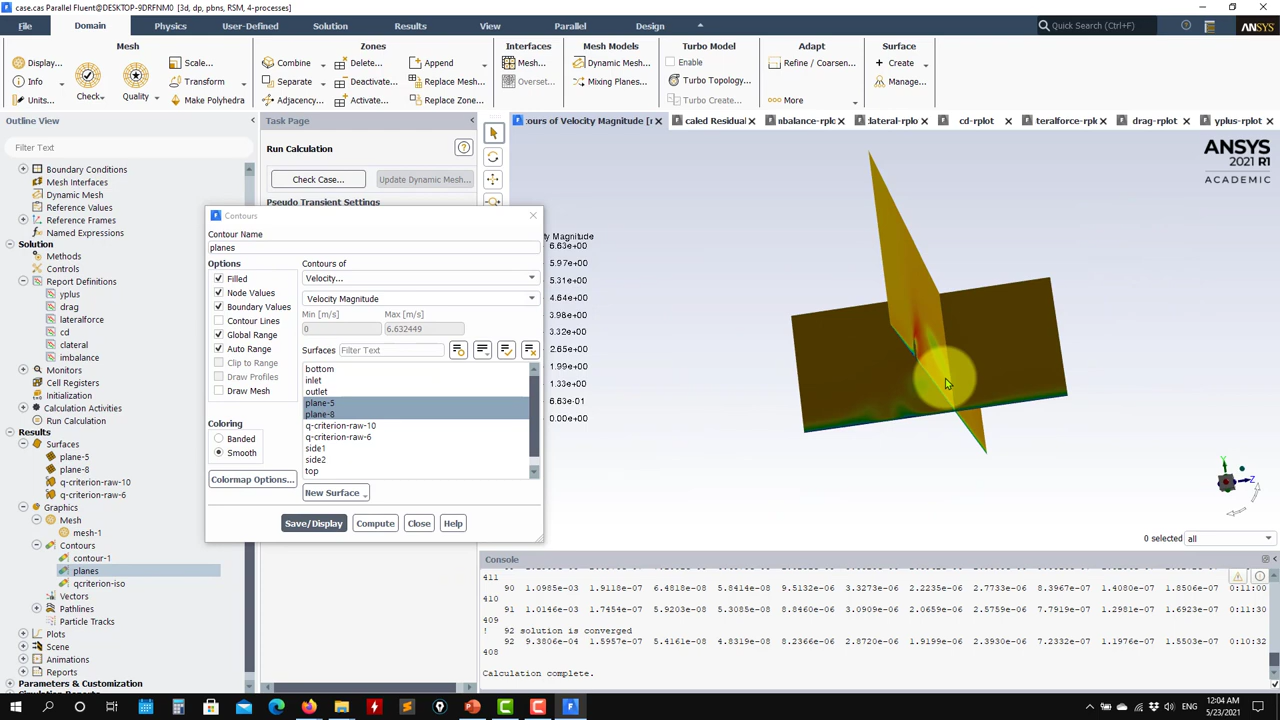 case.cas Parallel Fluent@DESKTOP-9DRFNM0 [3d, dp, pbns, RSM, 4-processes]
File Domain Physics User-Defined Solution Results View Parallel Design Quick Search (Ctrl+F) ANSYS
Mesh Zones Interfaces Mesh Models Turbo Model Adapt Surface
Display... Scale... Combine Delete... Append Mesh... Dynamic Mesh... Enable Refine / Coarsen... Create
Info Check Quality Transform Separate Deactivate... Replace Mesh... Overset... Mixing Planes... Turbo Topology... Manage...
Units... Make Polyhedra Adjacency... Activate... Replace Zone... Turbo Create... More
Outline View
Filter Text
Boundary Conditions
Mesh Interfaces
Dynamic Mesh
Reference Values
Reference Frames
Named Expressions
Solution
Methods
Controls
Report Definitions
yplus
drag
lateralforce
cd
clateral
imbalance
Monitors
Cell Registers
Initialization
Calculation Activities
Run Calculation
Results
Surfaces
plane-5
plane-8
q-criterion-raw-10
q-criterion-raw-6
Graphics
Mesh
mesh-1
Contours
contour-1
planes
qcriterion-iso
Vectors
Pathlines
Particle Tracks
Plots
Scene
Animations
Reports
Parameters & Customization
Task Page
Run Calculation
Check Case... Update Dynamic Mesh...
Pseudo Transient Settings
Contours
Contour Name
planes
Options
Filled
Node Values
Boundary Values
Contour Lines
Global Range
Auto Range
Clip to Range
Draw Profiles
Draw Mesh
Coloring
Banded
Smooth
Colormap Options...
Contours of
Velocity...
Velocity Magnitude
Min [m/s] Max [m/s]
0 6.632449
Surfaces Filter Text
bottom
inlet
outlet
plane-5
plane-8
q-criterion-raw-10
q-criterion-raw-6
side1
side2
top
New Surface
Save/Display Compute Close Help
:ours of Velocity Magnitude [r caled Residual nbalance-rplo :lateral-rplo cd-rplot teralforce-rpl drag-rplot yplus-rplot
ANSYS
2021 R1
ACADEMIC
y Magnitude
6.63e+00
5.97e+00
5.31e+00
4.64e+00
3.98e+00
3.32e+00
2.65e+00
1.99e+00
1.33e+00
6.63e-01
0.00e+00
Y
Z
0 selected all
Console
411
90 1.0985e-03 1.9118e-07 6.4818e-08 5.8414e-08 9.3112e-06 3.3273e-06 2.2235e-06 2.7733e-06 8.3967e-07 1.4080e-07 1.8506e-07 0:11:00
410
91 1.0146e-03 1.7454e-07 5.9203e-08 5.3085e-08 8.8460e-06 3.0909e-06 2.0659e-06 2.5759e-06 7.7919e-07 1.2981e-07 1.6923e-07 0:11:30
409
! 92 solution is converged
92 9.3806e-04 1.5957e-07 5.4161e-08 4.8319e-08 8.2366e-06 2.8720e-06 1.9199e-06 2.3930e-06 7.2332e-07 1.1976e-07 1.5503e-07 0:10:32
408
Calculation complete.
12:04 AM
5/23/2021
ENG